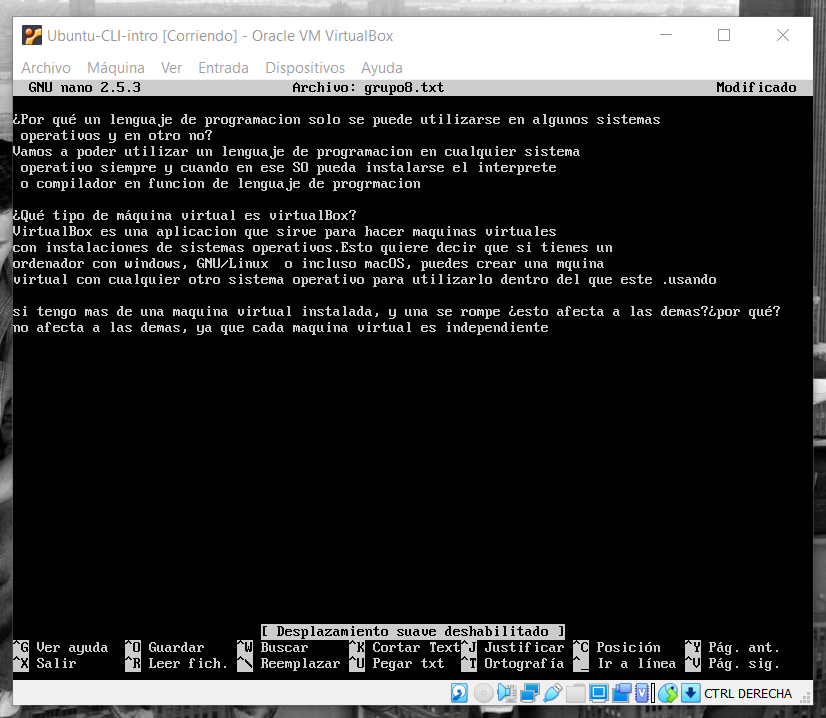 Ubuntu-CLI-intro [Corriendo] - Oracle VM VirtualBox
Archivo Máquina Ver Entrada Dispositivos Ayuda
GNU nano 2.5.3 Archivo: grupo8.txt Modificado
¿Por qué un lenguaje de programacion solo se puede utilizarse en algunos sistemas
operativos y en otro no?
Vamos a poder utilizar un lenguaje de programacion en cualquier sistema
operativo siempre y cuando en ese SO pueda instalarse el interprete
o compilador en funcion de lenguaje de progrmacion
¿Qué tipo de máquina virtual es virtualBox?
VirtualBox es una aplicacion que sirve para hacer maquinas virtuales
con instalaciones de sistemas operativos.Esto quiere decir que si tienes un
ordenador con windows, GNU/Linux o incluso macOS, puedes crear una mquina
virtual con cualquier otro sistema operativo para utilizarlo dentro del que este .usando
si tengo mas de una maquina virtual instalada, y una se rompe ¿esto afecta a las demas?¿por qué?
no afecta a las demas, ya que cada maquina virtual es independiente
[ Desplazamiento suave deshabilitado ]
^G Ver ayuda ^O Guardar ^W Buscar ^K Cortar Text ^J Justificar ^C Posición ^Y Pág. ant.
^X Salir ^R Leer fich. ^\ Reemplazar ^U Pegar txt ^T Ortografía ^_ Ir a línea ^V Pág. sig.
CTRL DERECHA